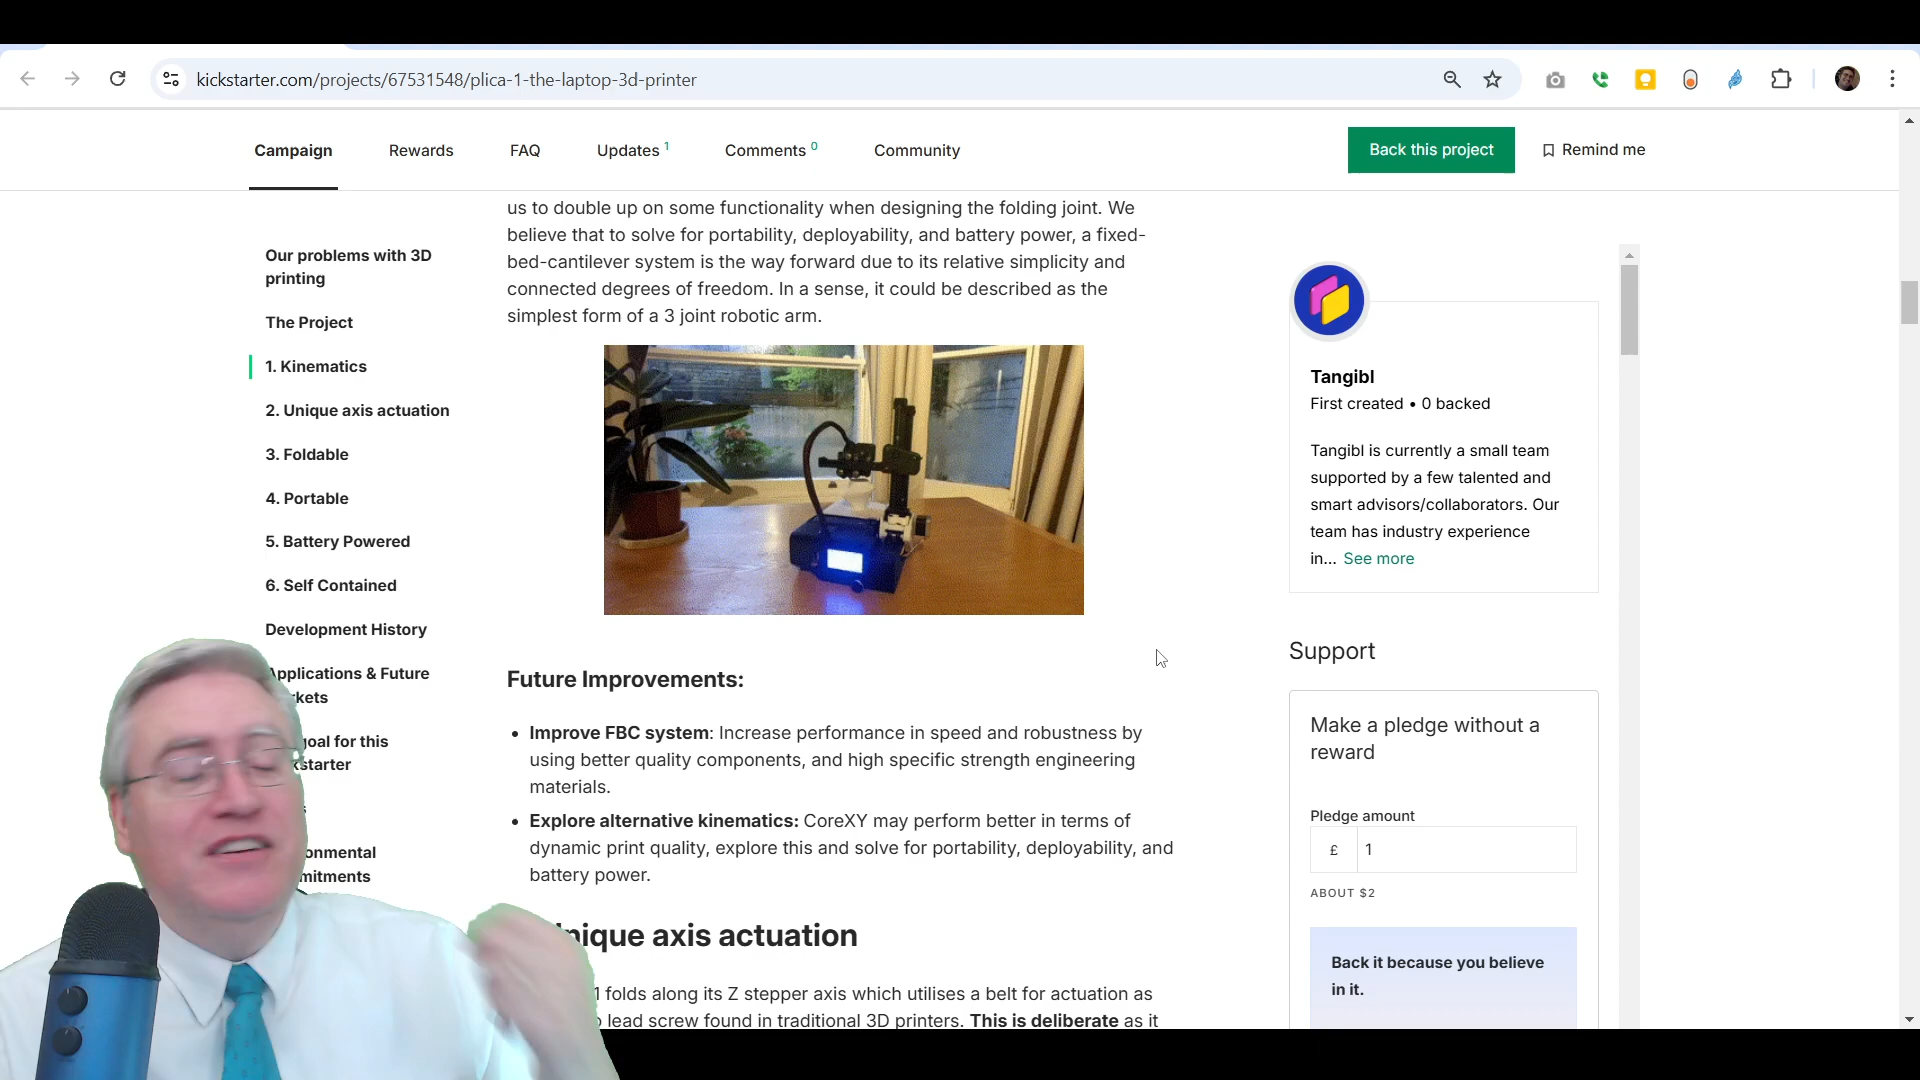 kickstarter.com/projects/67531548/plica-1-the-laptop-3d-printer
Campaign
Rewards
FAQ
Updates 1
Comments 0
Community
Back this project
Remind me
Our problems with 3D
printing
The Project
1. Kinematics
2. Unique axis actuation
3. Foldable
4. Portable
5. Battery Powered
6. Self Contained
Development History
Applications & Future
kets
goal for this
kstarter
onmental
mitments
us to double up on some functionality when designing the folding joint. We
believe that to solve for portability, deployability, and battery power, a fixed-
bed-cantilever system is the way forward due to its relative simplicity and
connected degrees of freedom. In a sense, it could be described as the
simplest form of a 3 joint robotic arm.
Future Improvements:
• Improve FBC system: Increase performance in speed and robustness by
using better quality components, and high specific strength engineering
materials.
• Explore alternative kinematics: CoreXY may perform better in terms of
dynamic print quality, explore this and solve for portability, deployability, and
battery power.
nique axis actuation
1 folds along its Z stepper axis which utilises a belt for actuation as
lead screw found in traditional 3D printers. This is deliberate as it
Tangibl
First created • 0 backed
Tangibl is currently a small team
supported by a few talented and
smart advisors/collaborators. Our
team has industry experience
in... See more
Support
Make a pledge without a
reward
Pledge amount
£ 1
ABOUT $2
Back it because you believe
in it.